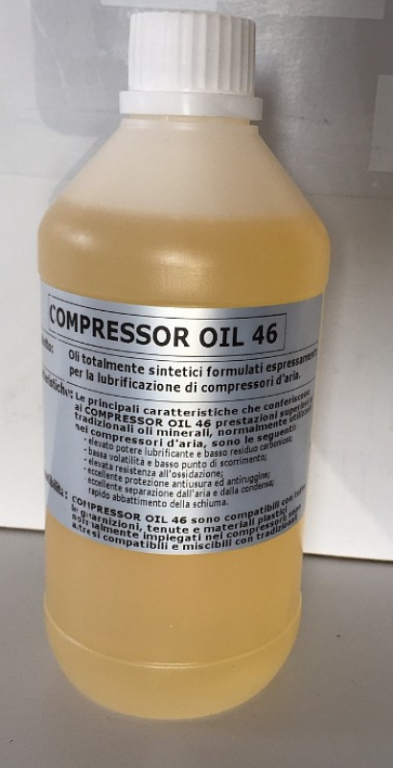 COMPRESSOR OIL 46
Oli totalmente sintetici formulati espressamente
per la lubrificazione di compressori d'aria.
Le principali caratteristiche che conferiscono
ai COMPRESSOR OIL 46 prestazioni superiori
tradizionali oli minerali, normalmente utilizzati
nei compressori d'aria, sono le seguenti:
- elevato potere lubrificante e basso residuo carbonioso;
- bassa volatilità e basso punto di scorrimento;
- elevata resistenza all'ossidazione;
- eccellente protezione antiusura ed antiruggine;
- eccellente separazione dall'aria e dalla condensa;
rapido abbattimento della schiuma.
COMPRESSOR OIL 46 sono compatibili con
le guarnizioni, tenute e materiali plastici
normalmente impiegati nei compressori
altresì compatibili e miscibili con tradizionali